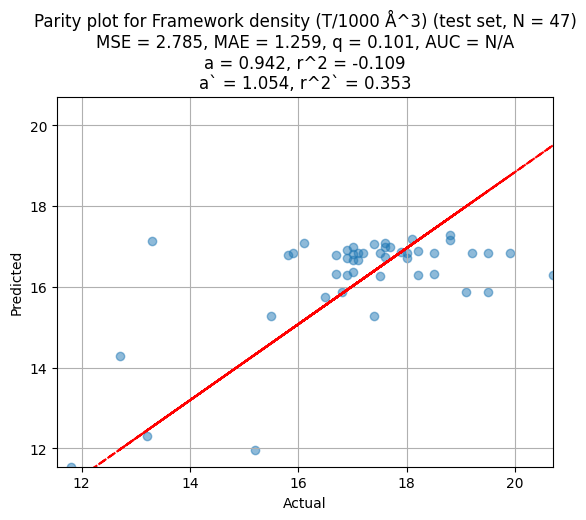 Parity plot for Framework density (T/1000 Å^3) (test set, N = 47)
MSE = 2.785, MAE = 1.259, q = 0.101, AUC = N/A
a = 0.942, r^2 = -0.109
a` = 1.054, r^2` = 0.353
20
18
16
14
12
Predicted
12 14 16 18 20
Actual